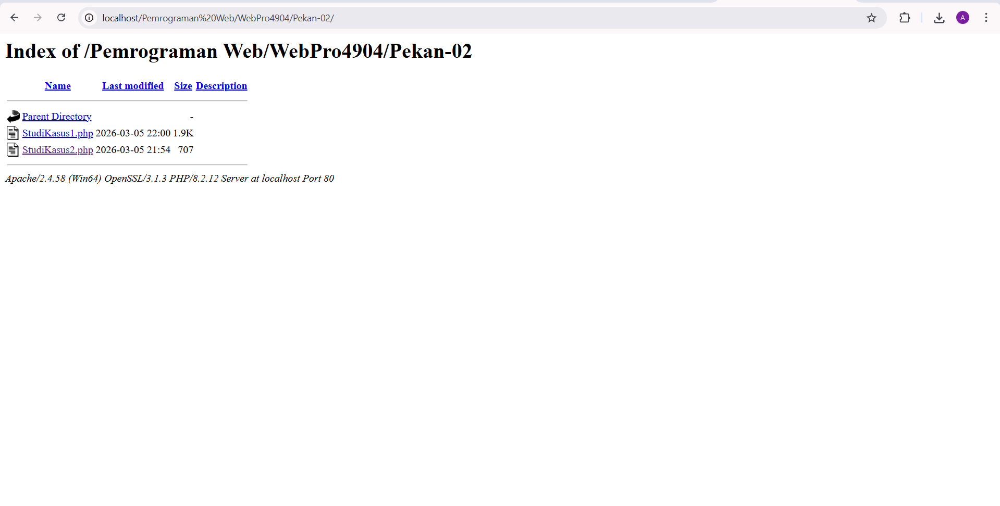 localhost/Pemrograman%20Web/WebPro4904/Pekan-02/
A
Index of /Pemrograman Web/WebPro4904/Pekan-02
Name Last modified Size Description
Parent Directory -
StudiKasus1.php 2026-03-05 22:00 1.9K
StudiKasus2.php 2026-03-05 21:54 707
Apache/2.4.58 (Win64) OpenSSL/3.1.3 PHP/8.2.12 Server at localhost Port 80